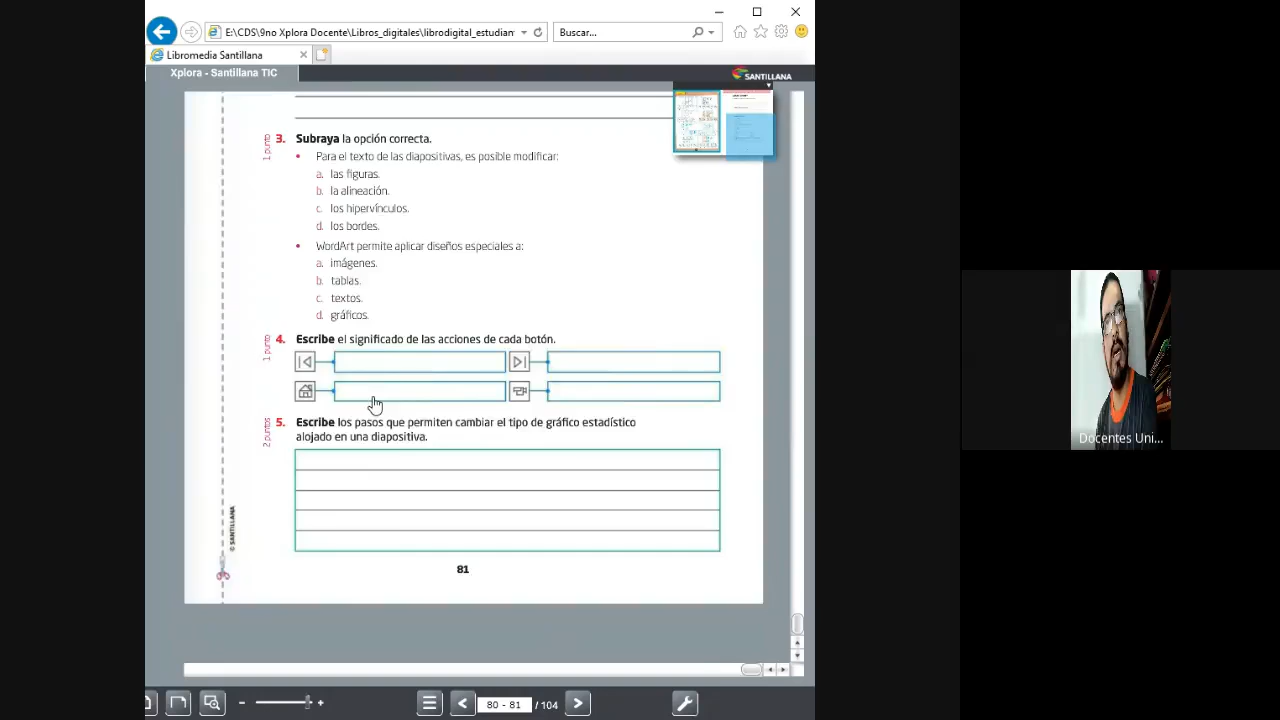 E:\CDS\9no Xplora Docente\Libros_digitales\librodigital_estudian
Buscar...
Libromedia Santillana
Xplora - Santillana TIC
SANTILLANA
1 punto
3. Subraya la opción correcta.
• Para el texto de las diapositivas, es posible modificar:
a. las figuras.
b. la alineación.
c. los hipervínculos.
d. los bordes.
• WordArt permite aplicar diseños especiales a:
a. imágenes.
b. tablas.
c. textos.
d. gráficos.
1 punto
4. Escribe el significado de las acciones de cada botón.
2 puntos
5. Escribe los pasos que permiten cambiar el tipo de gráfico estadístico
alojado en una diapositiva.
© SANTILLANA
81
80 - 81 / 104
Docentes Uni...